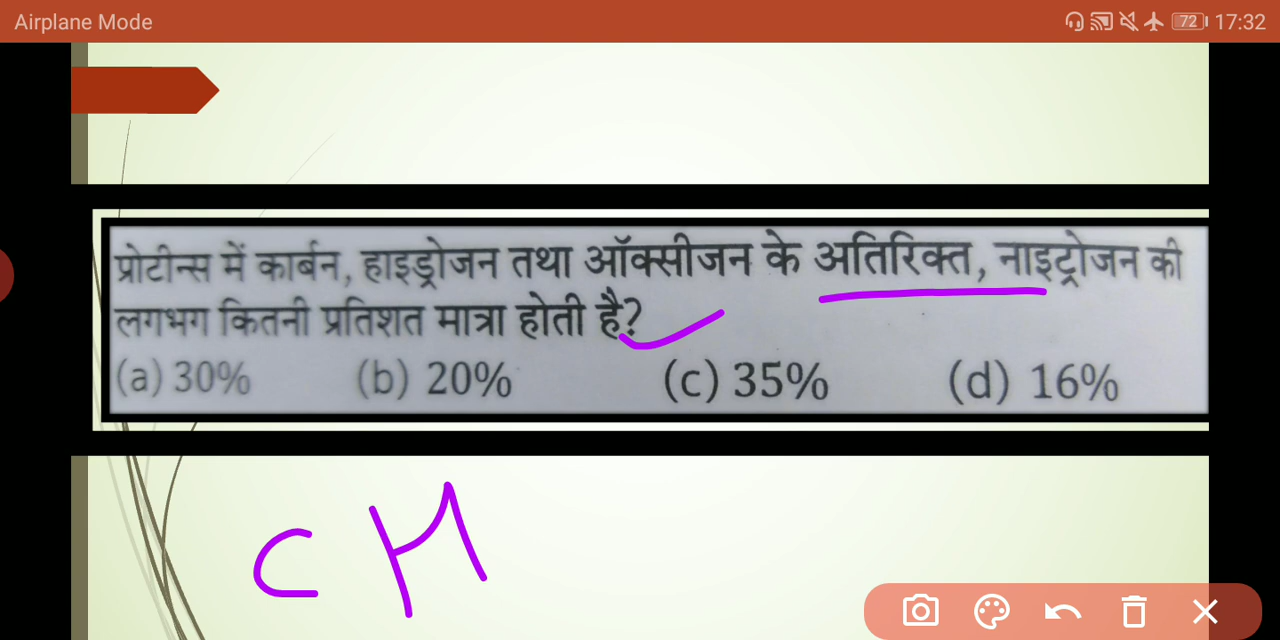 Airplane Mode
72 17:32
प्रोटीन्स में कार्बन, हाइड्रोजन तथा ऑक्सीजन के अतिरिक्त, नाइट्रोजन की
लगभग कितनी प्रतिशत मात्रा होती है?
(a) 30% (b) 20% (c) 35% (d) 16%
C H